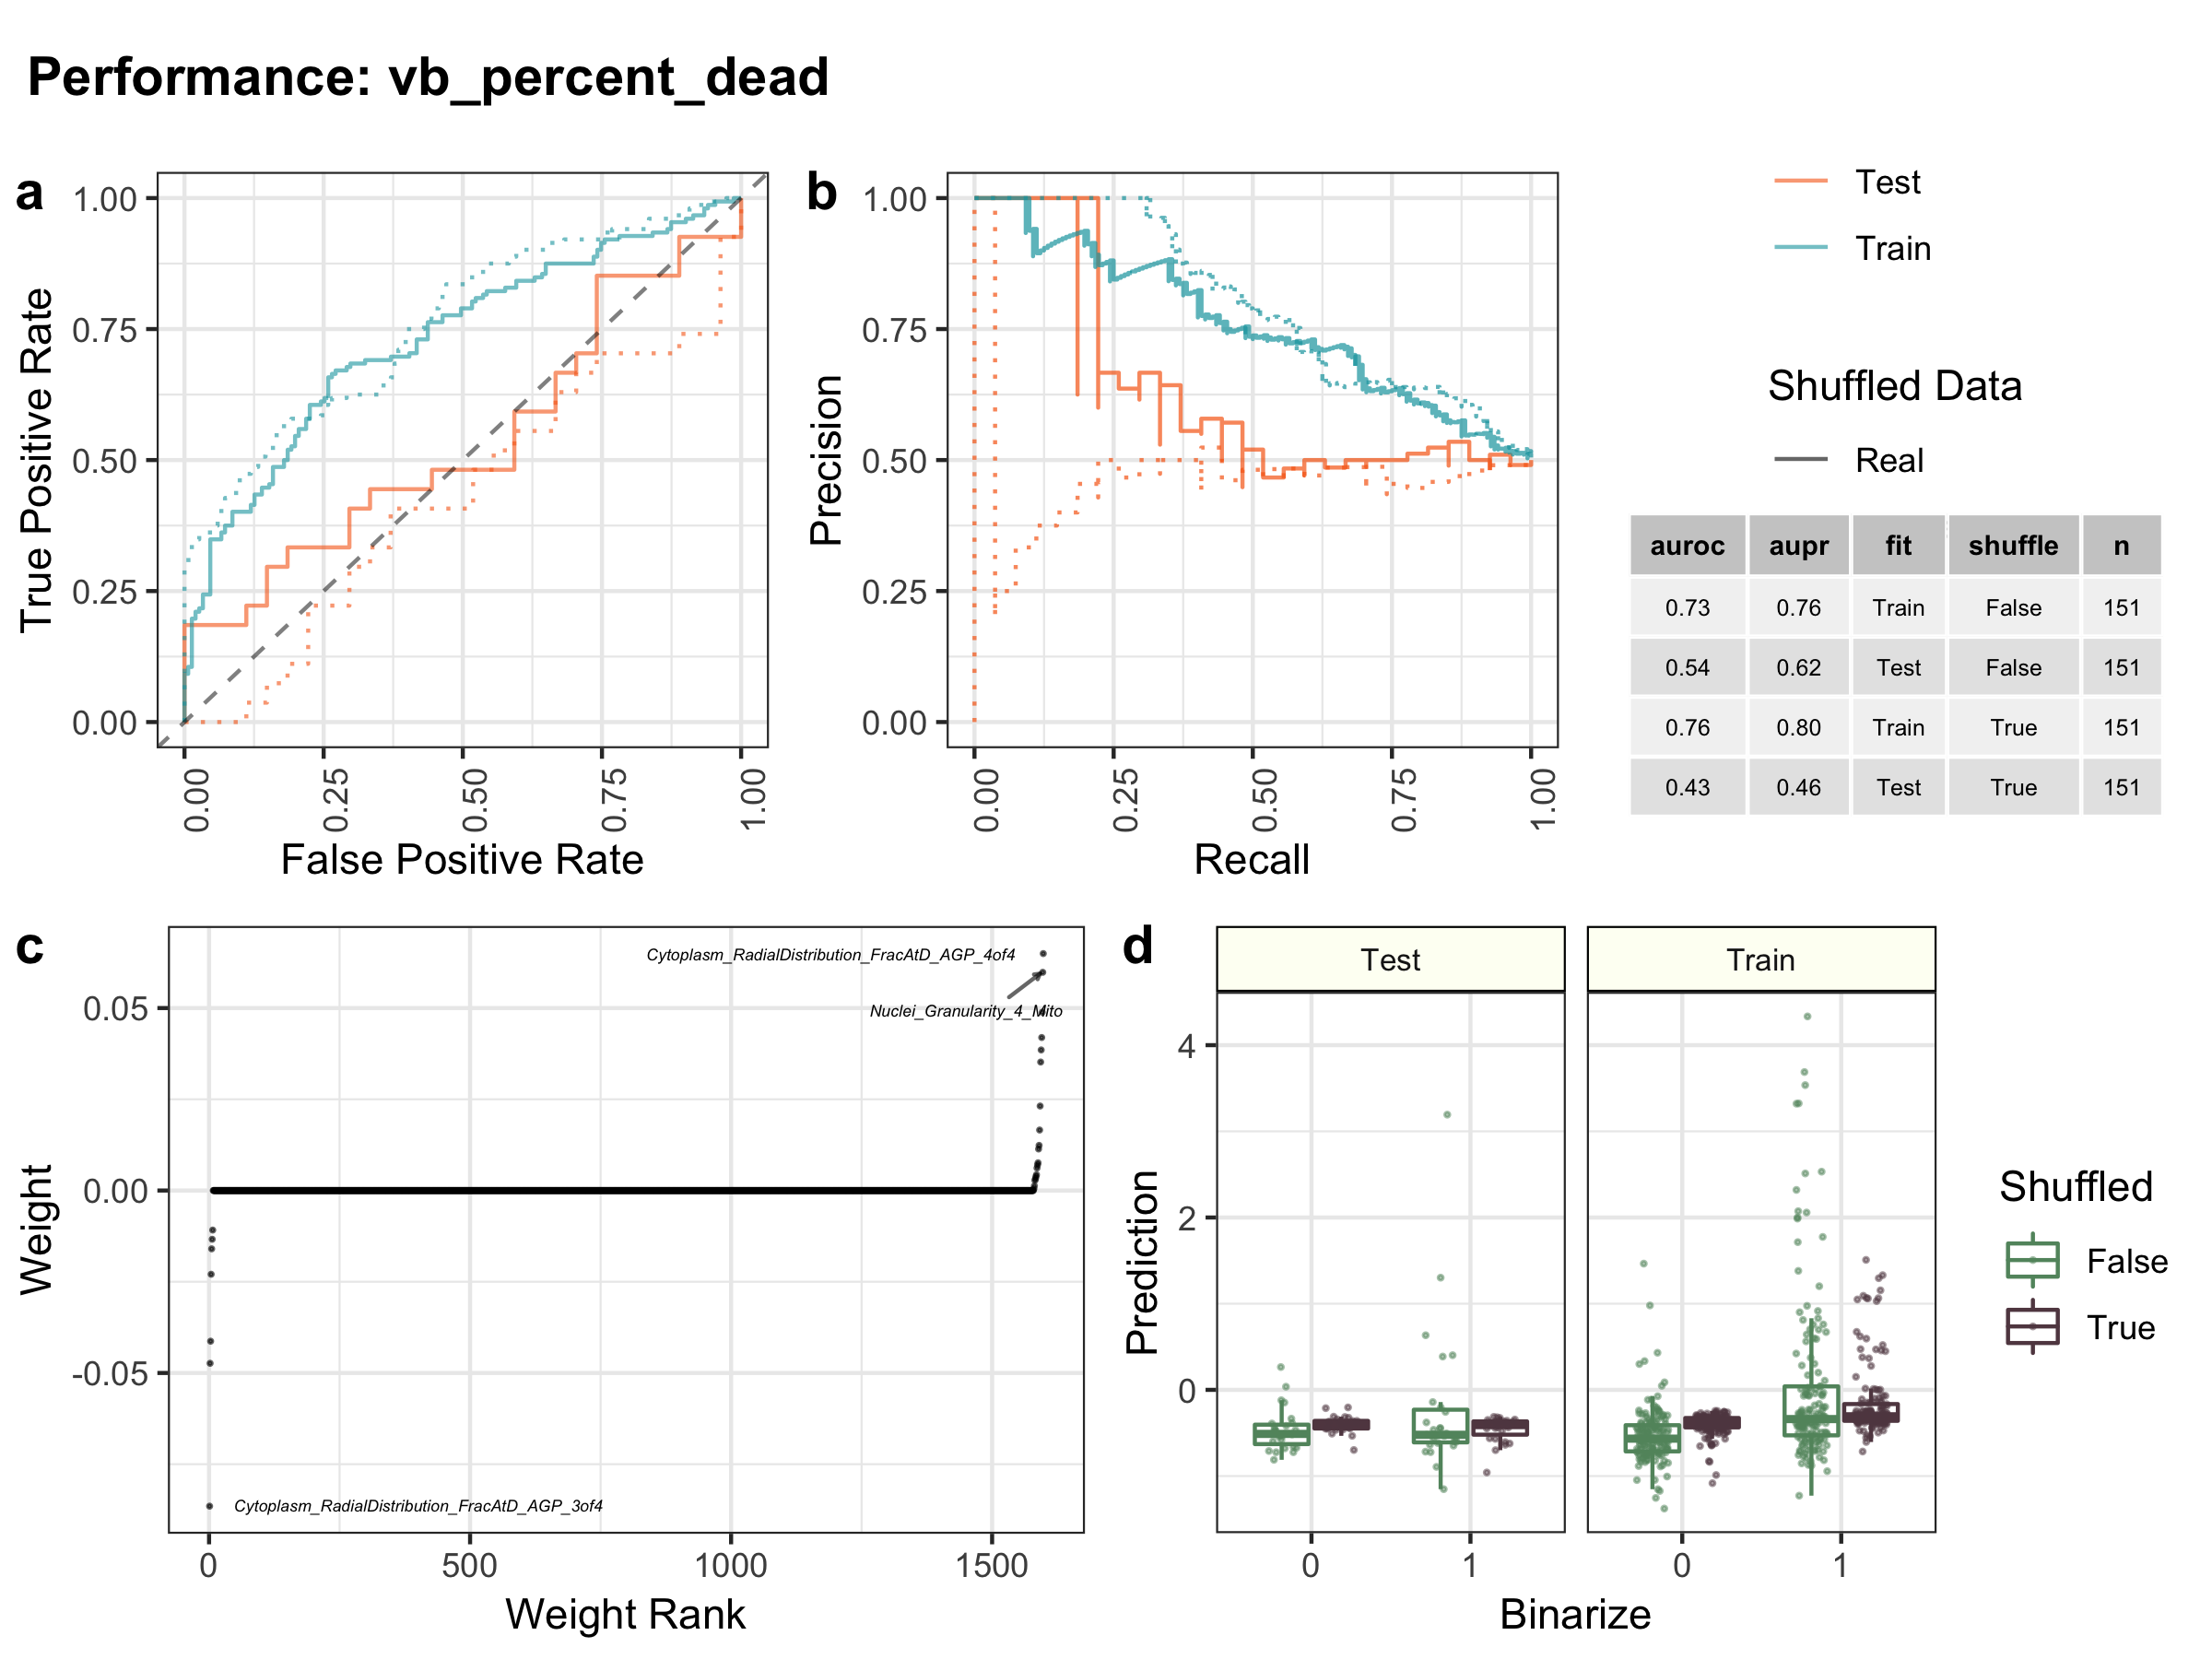 Performance: vb_percent_dead
a
1.00
0.75
0.50
0.25
0.00
True Positive Rate
0.00
0.25
0.50
0.75
1.00
False Positive Rate
b
1.00
0.75
0.50
0.25
0.00
Precision
0.00
0.25
0.50
0.75
1.00
Recall
Test
Train
Shuffled Data
Real
auroc aupr fit shuffle n
0.73 0.76 Train False 151
0.54 0.62 Test False 151
0.76 0.80 Train True 151
0.43 0.46 Test True 151
c
Cytoplasm_RadialDistribution_FracAtD_AGP_4of4
Nuclei_Granularity_4_Mito
Cytoplasm_RadialDistribution_FracAtD_AGP_3of4
0.05
0.00
-0.05
Weight
0
500
1000
1500
Weight Rank
d
Test
Train
4
2
0
Prediction
0
1
0
1
Binarize
Shuffled
False
True